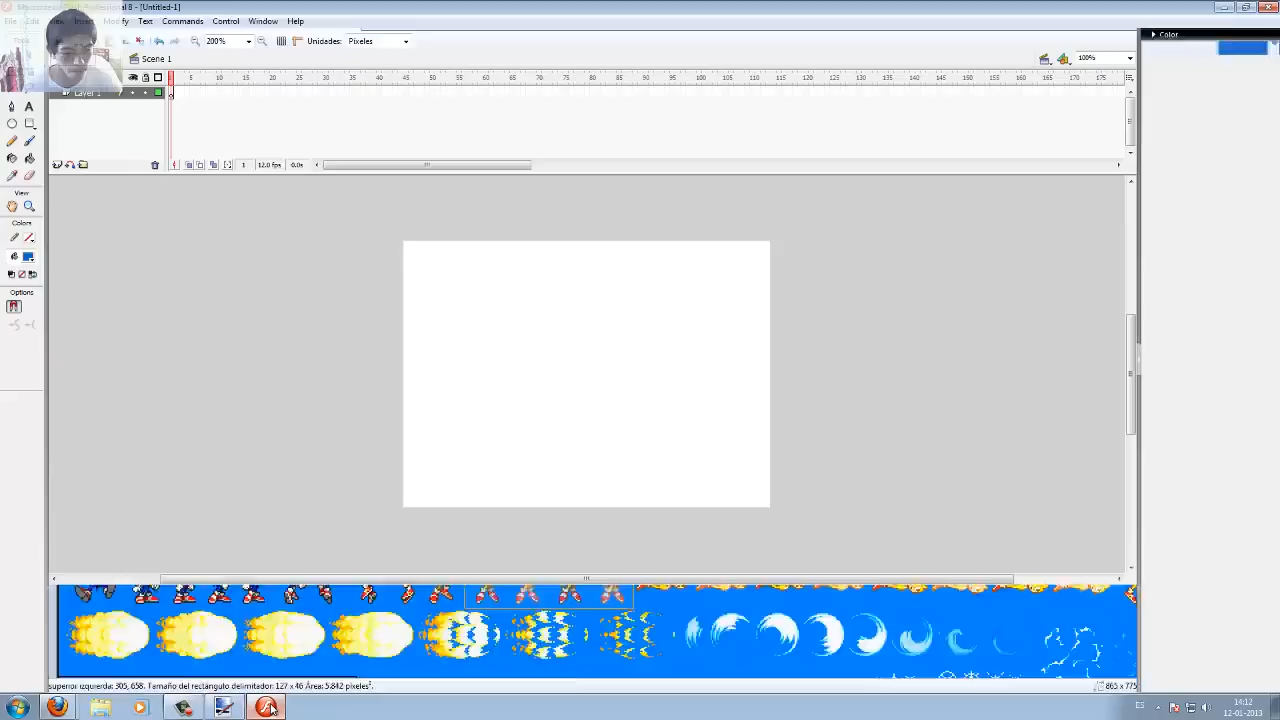 Professional 8 - [Untitled-1]
Modify Text Commands Control Window Help
200% Unidades: Píxeles
Color
Scene 1
100%
5 10 15 20 25 30 35 40 45 50 55 60 65 70 75 80 85 90 95 100 105 110 115 120 125 130 135 140 145 150 155 160 165 170 175
Layer 1
1 12.0 fps 0.0s
View
Colors
Options
superior izquierda: 305, 658. Tamaño del rectángulo delimitador: 127 x 46 Área: 5.842 píxeles².
865 x 775
ES 14:12
12-01-2013